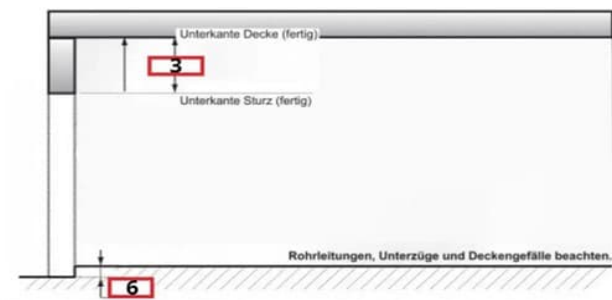 Unterkante Decke (fertig)
3
Unterkante Sturz (fertig)
Rohrleitungen, Unterzüge und Deckengefälle beachten.
6